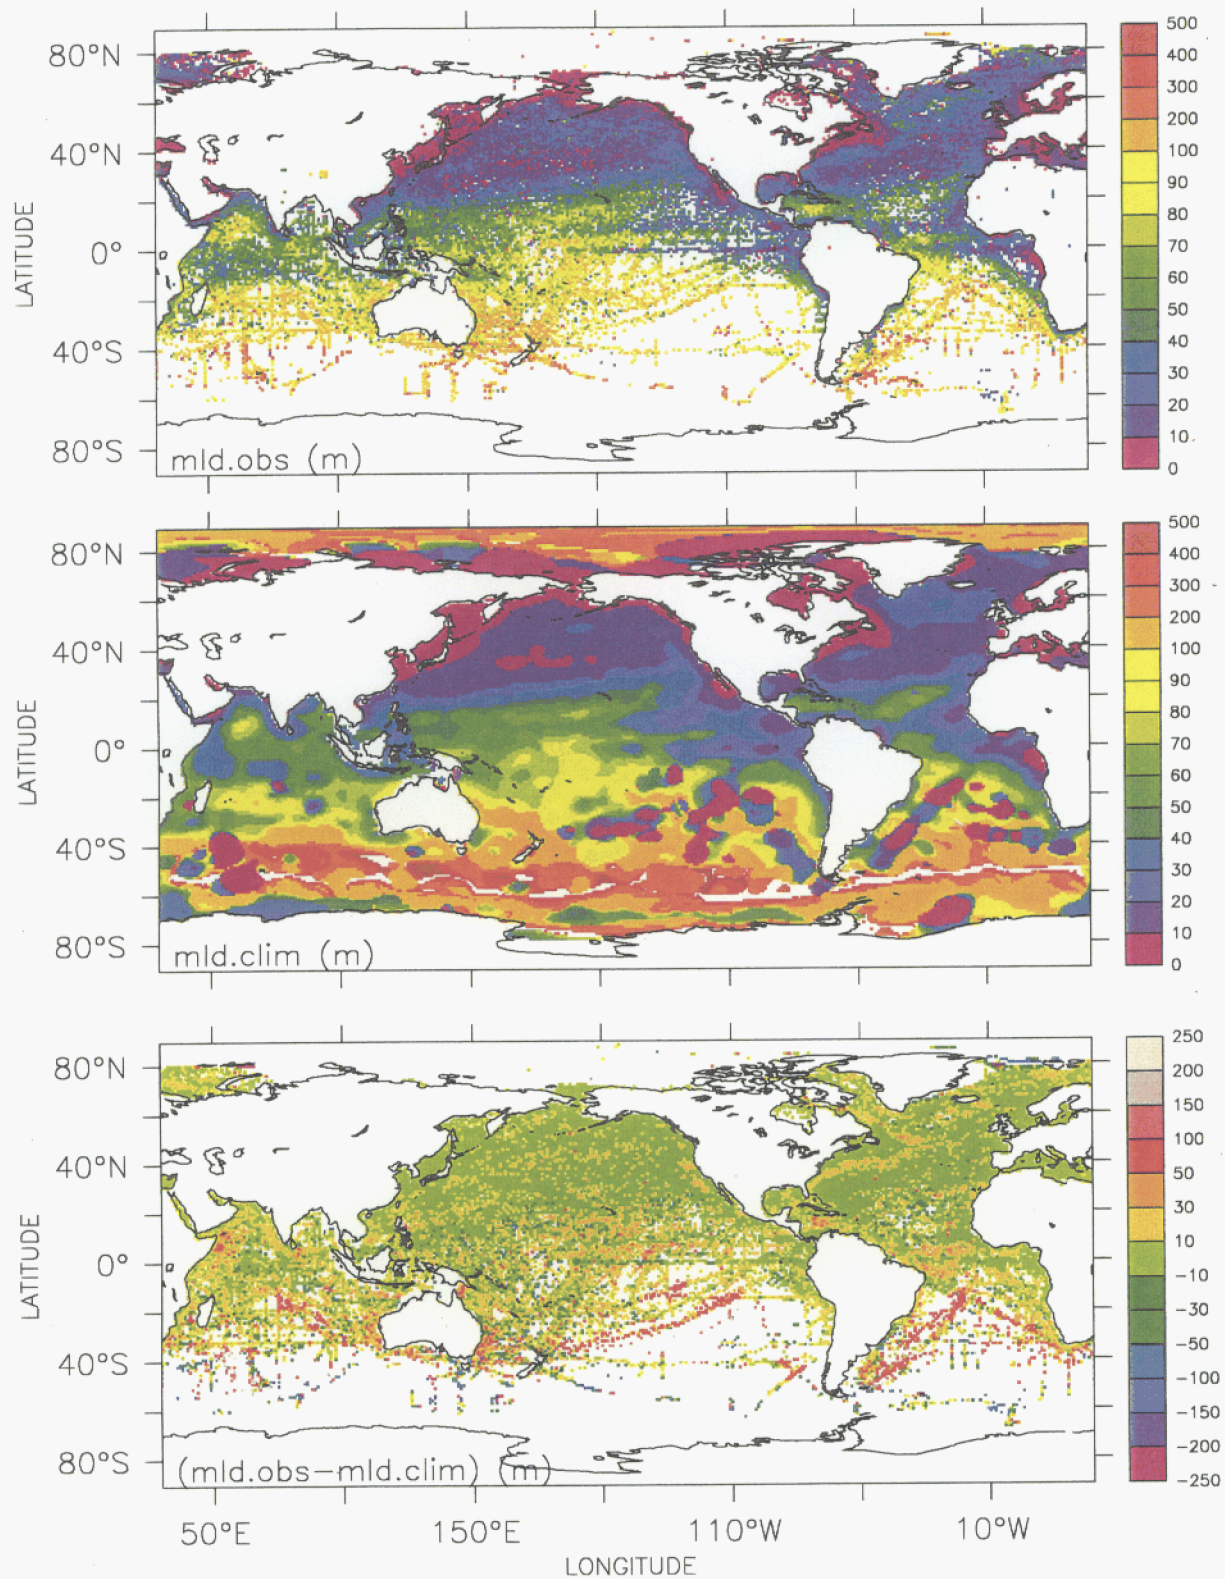 80°N
40°N
0°
40°S
80°S
LATITUDE
mld.obs (m)
500
400
300
200
100
90
80
70
60
50
40
30
20
10
0
80°N
40°N
0°
40°S
80°S
LATITUDE
mld.clim (m)
500
400
300
200
100
90
80
70
60
50
40
30
20
10
0
80°N
40°N
0°
40°S
80°S
LATITUDE
(mld.obs−mld.clim) (m)
250
200
150
100
50
30
10
−10
−30
−50
−100
−150
−200
−250
50°E
150°E
110°W
10°W
LONGITUDE